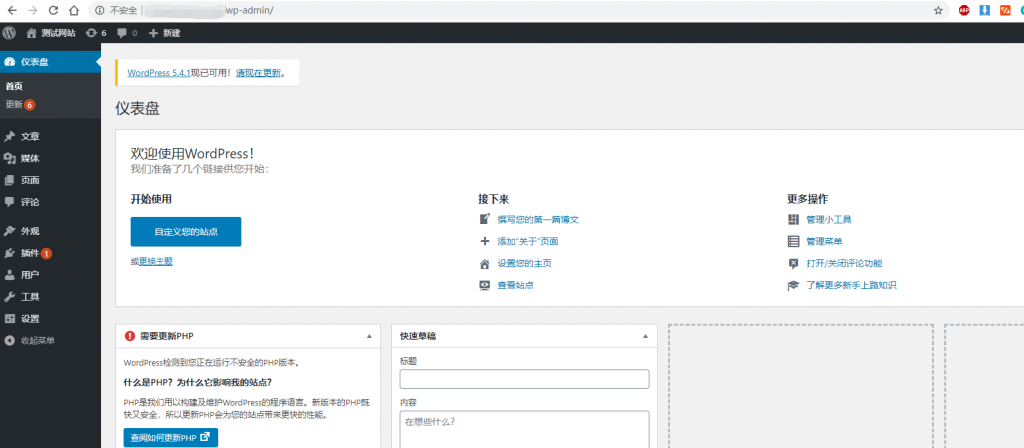 不安全 | wp-admin/
测试网站 6 0 新建
仪表盘
首页
更新 6
文章
媒体
页面
评论
外观
插件 1
用户
工具
设置
收起菜单
WordPress 5.4.1现已可用！请现在更新。
仪表盘
欢迎使用WordPress！
我们准备了几个链接供您开始：
开始使用
自定义您的站点
或更换主题
接下来
撰写您的第一篇博文
添加“关于”页面
设置您的主页
查看站点
更多操作
管理小工具
管理菜单
打开/关闭评论功能
了解更多新手上路知识
需要更新PHP
WordPress检测到您正在运行不安全的PHP版本。
什么是PHP？为什么它影响我的站点？
PHP是我们用以构建及维护WordPress的程序语言。新版本的PHP既
快又安全，所以更新PHP会为您的站点带来更快的性能。
查阅如何更新PHP
快速草稿
标题
内容
在想些什么？